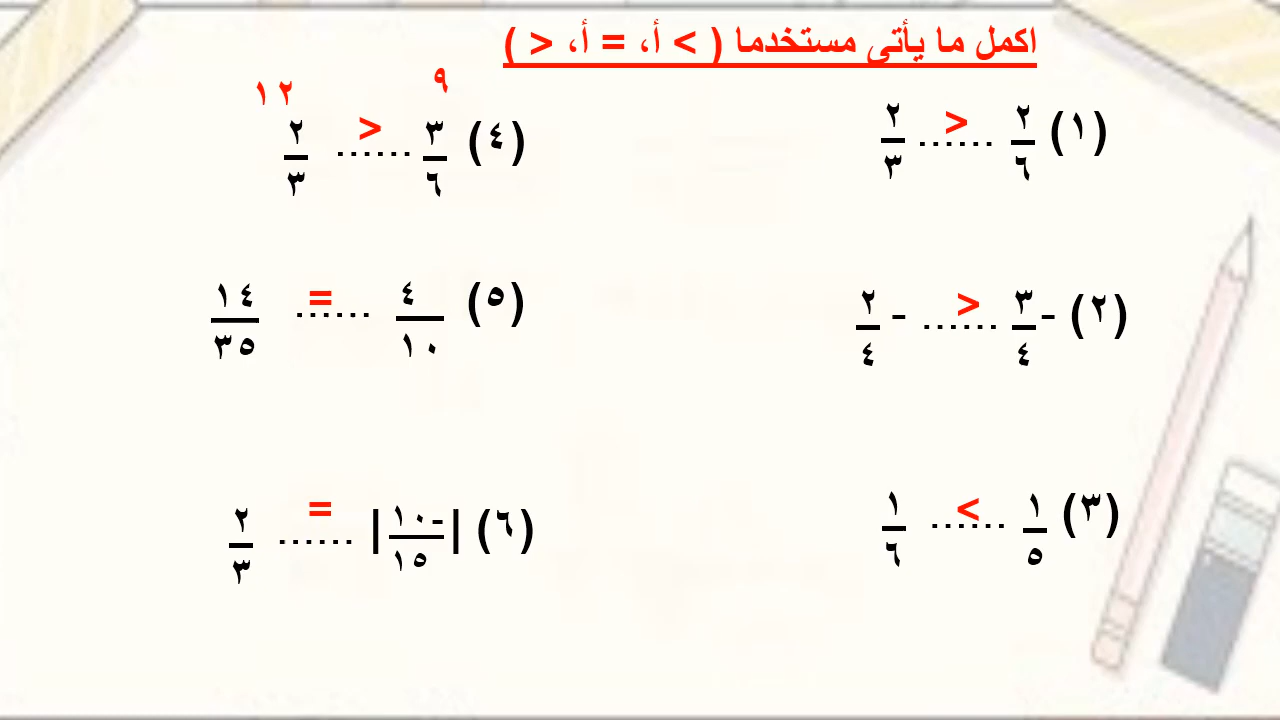 اكمل ما يأتى مستخدما ( > أ، = أ، < )
(١) ٢/٦ ...... > ٢/٣
(٤) ٣/٦ ...... > ٢/٣
٩ ١٢
(٢) -٣/٤ ...... > -٢/٤
(٥) ٤/١٠ ...... = ١٤/٣٥
(٣) ١/٥ ...... < ١/٦
(٦) |-١٠/١٥| ...... = ٢/٣